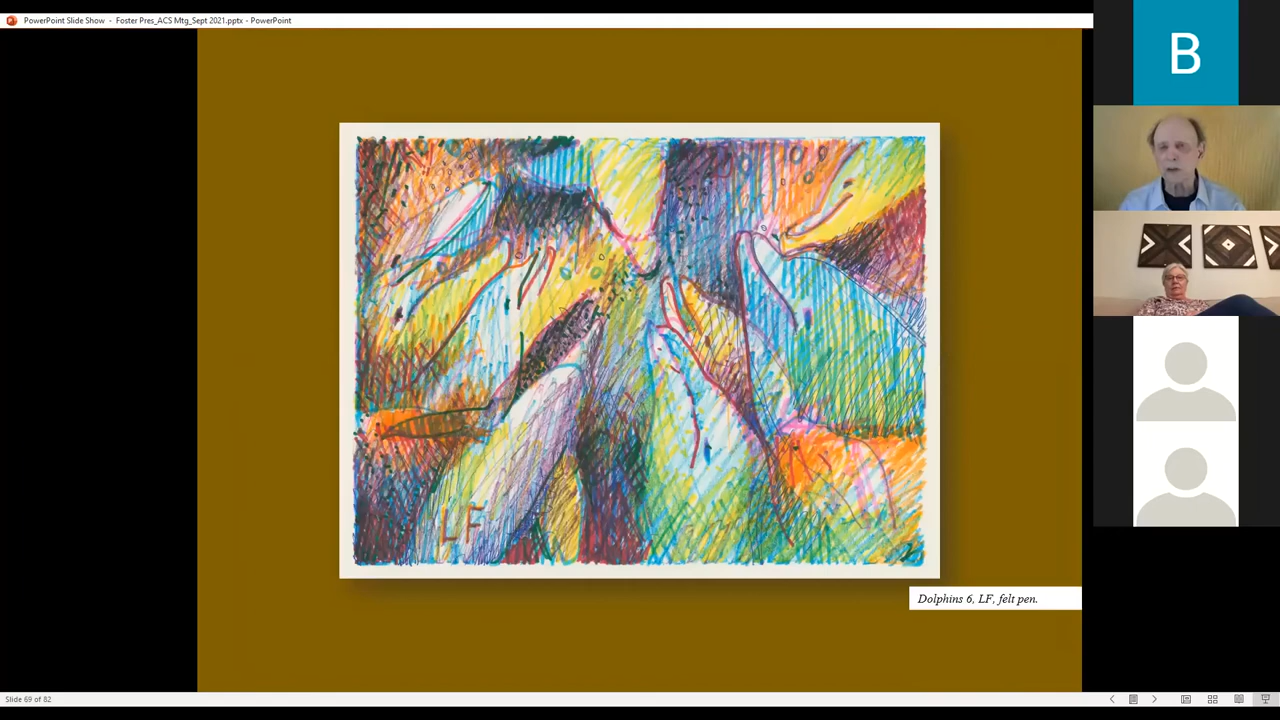 PowerPoint Slide Show - Foster Pres_ACS Mtg_Sept 2021.pptx - PowerPoint
B
LF
Dolphins 6, LF, felt pen.
Slide 69 of 82